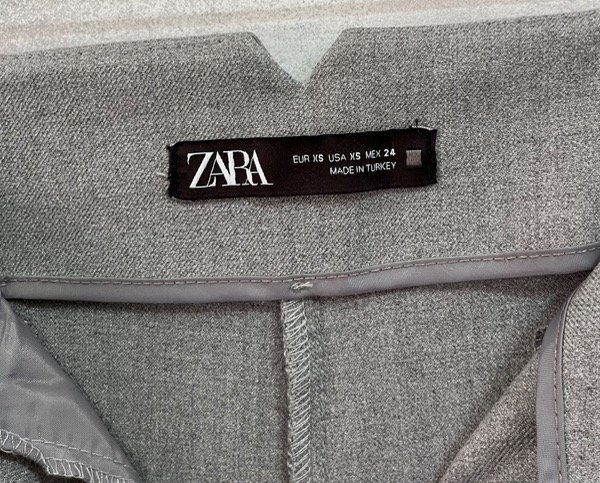 ZARA
EUR XS USA XS MEX 24
MADE IN TURKEY